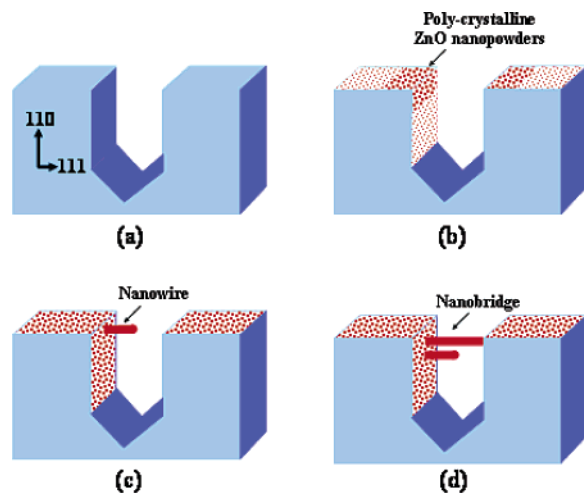 Poly-crystalline
ZnO nanopowders
110
111
(a)
(b)
Nanowire
Nanobridge
(c)
(d)